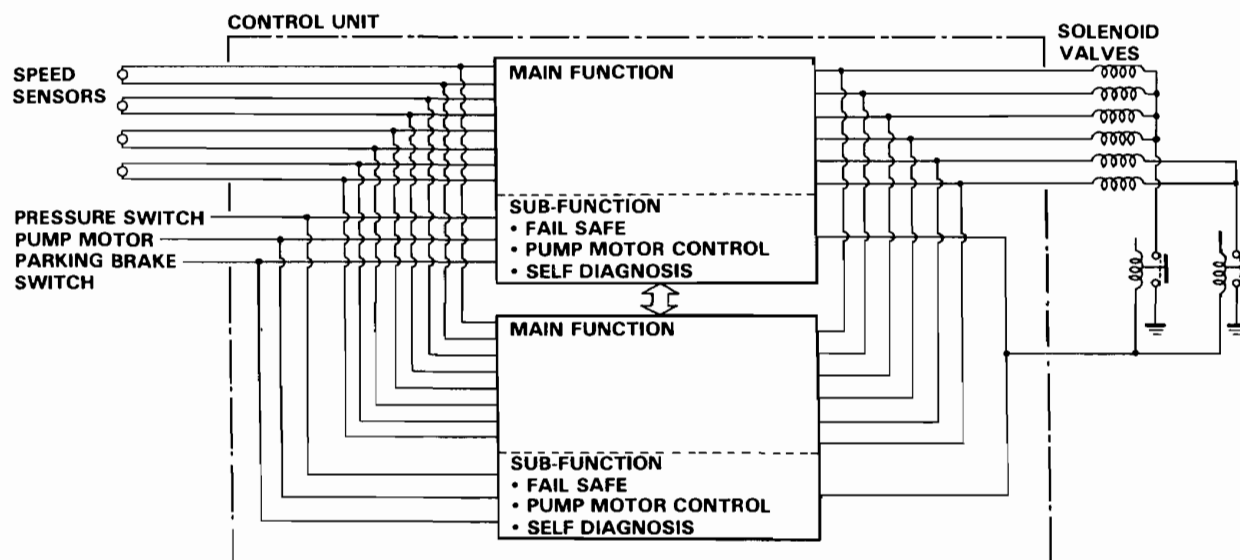 CONTROL UNIT
SOLENOID
VALVES
SPEED
SENSORS
MAIN FUNCTION
SUB-FUNCTION
• FAIL SAFE
• PUMP MOTOR CONTROL
• SELF DIAGNOSIS
PRESSURE SWITCH
PUMP MOTOR
PARKING BRAKE
SWITCH
MAIN FUNCTION
SUB-FUNCTION
• FAIL SAFE
• PUMP MOTOR CONTROL
• SELF DIAGNOSIS